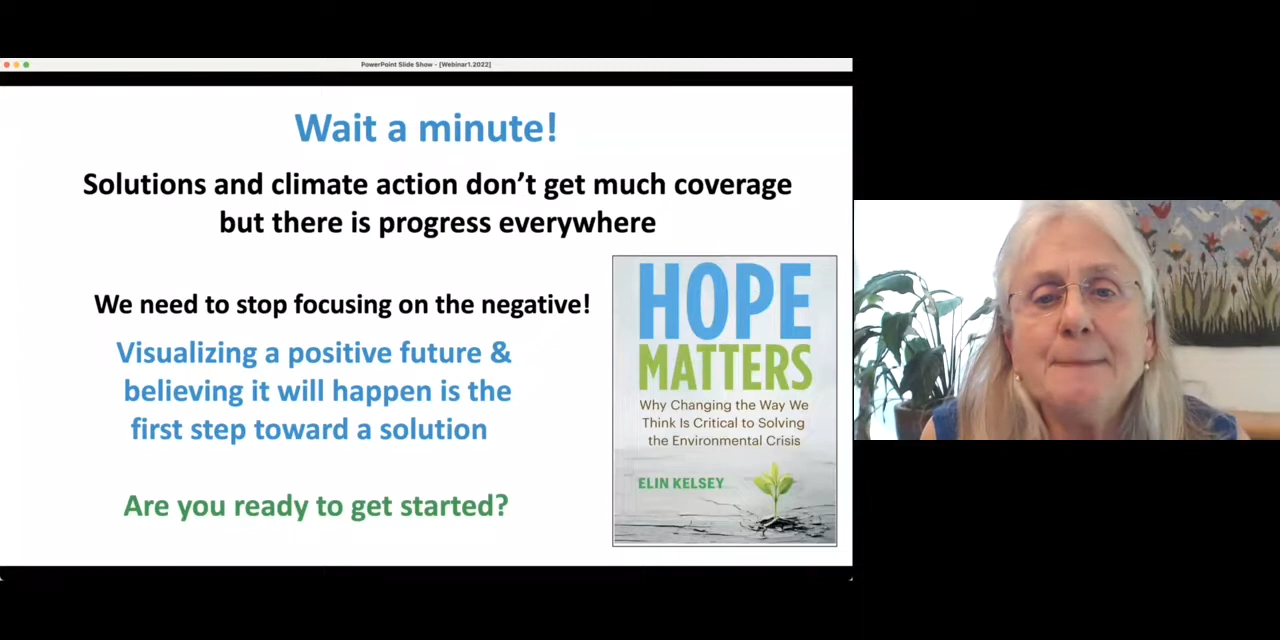 PowerPoint Slide Show - [Webinar1.2022]
Wait a minute!
Solutions and climate action don't get much coverage
but there is progress everywhere
We need to stop focusing on the negative!
Visualizing a positive future &
believing it will happen is the
first step toward a solution
Are you ready to get started?
HOPE
MATTERS
Why Changing the Way We
Think Is Critical to Solving
the Environmental Crisis
ELIN KELSEY